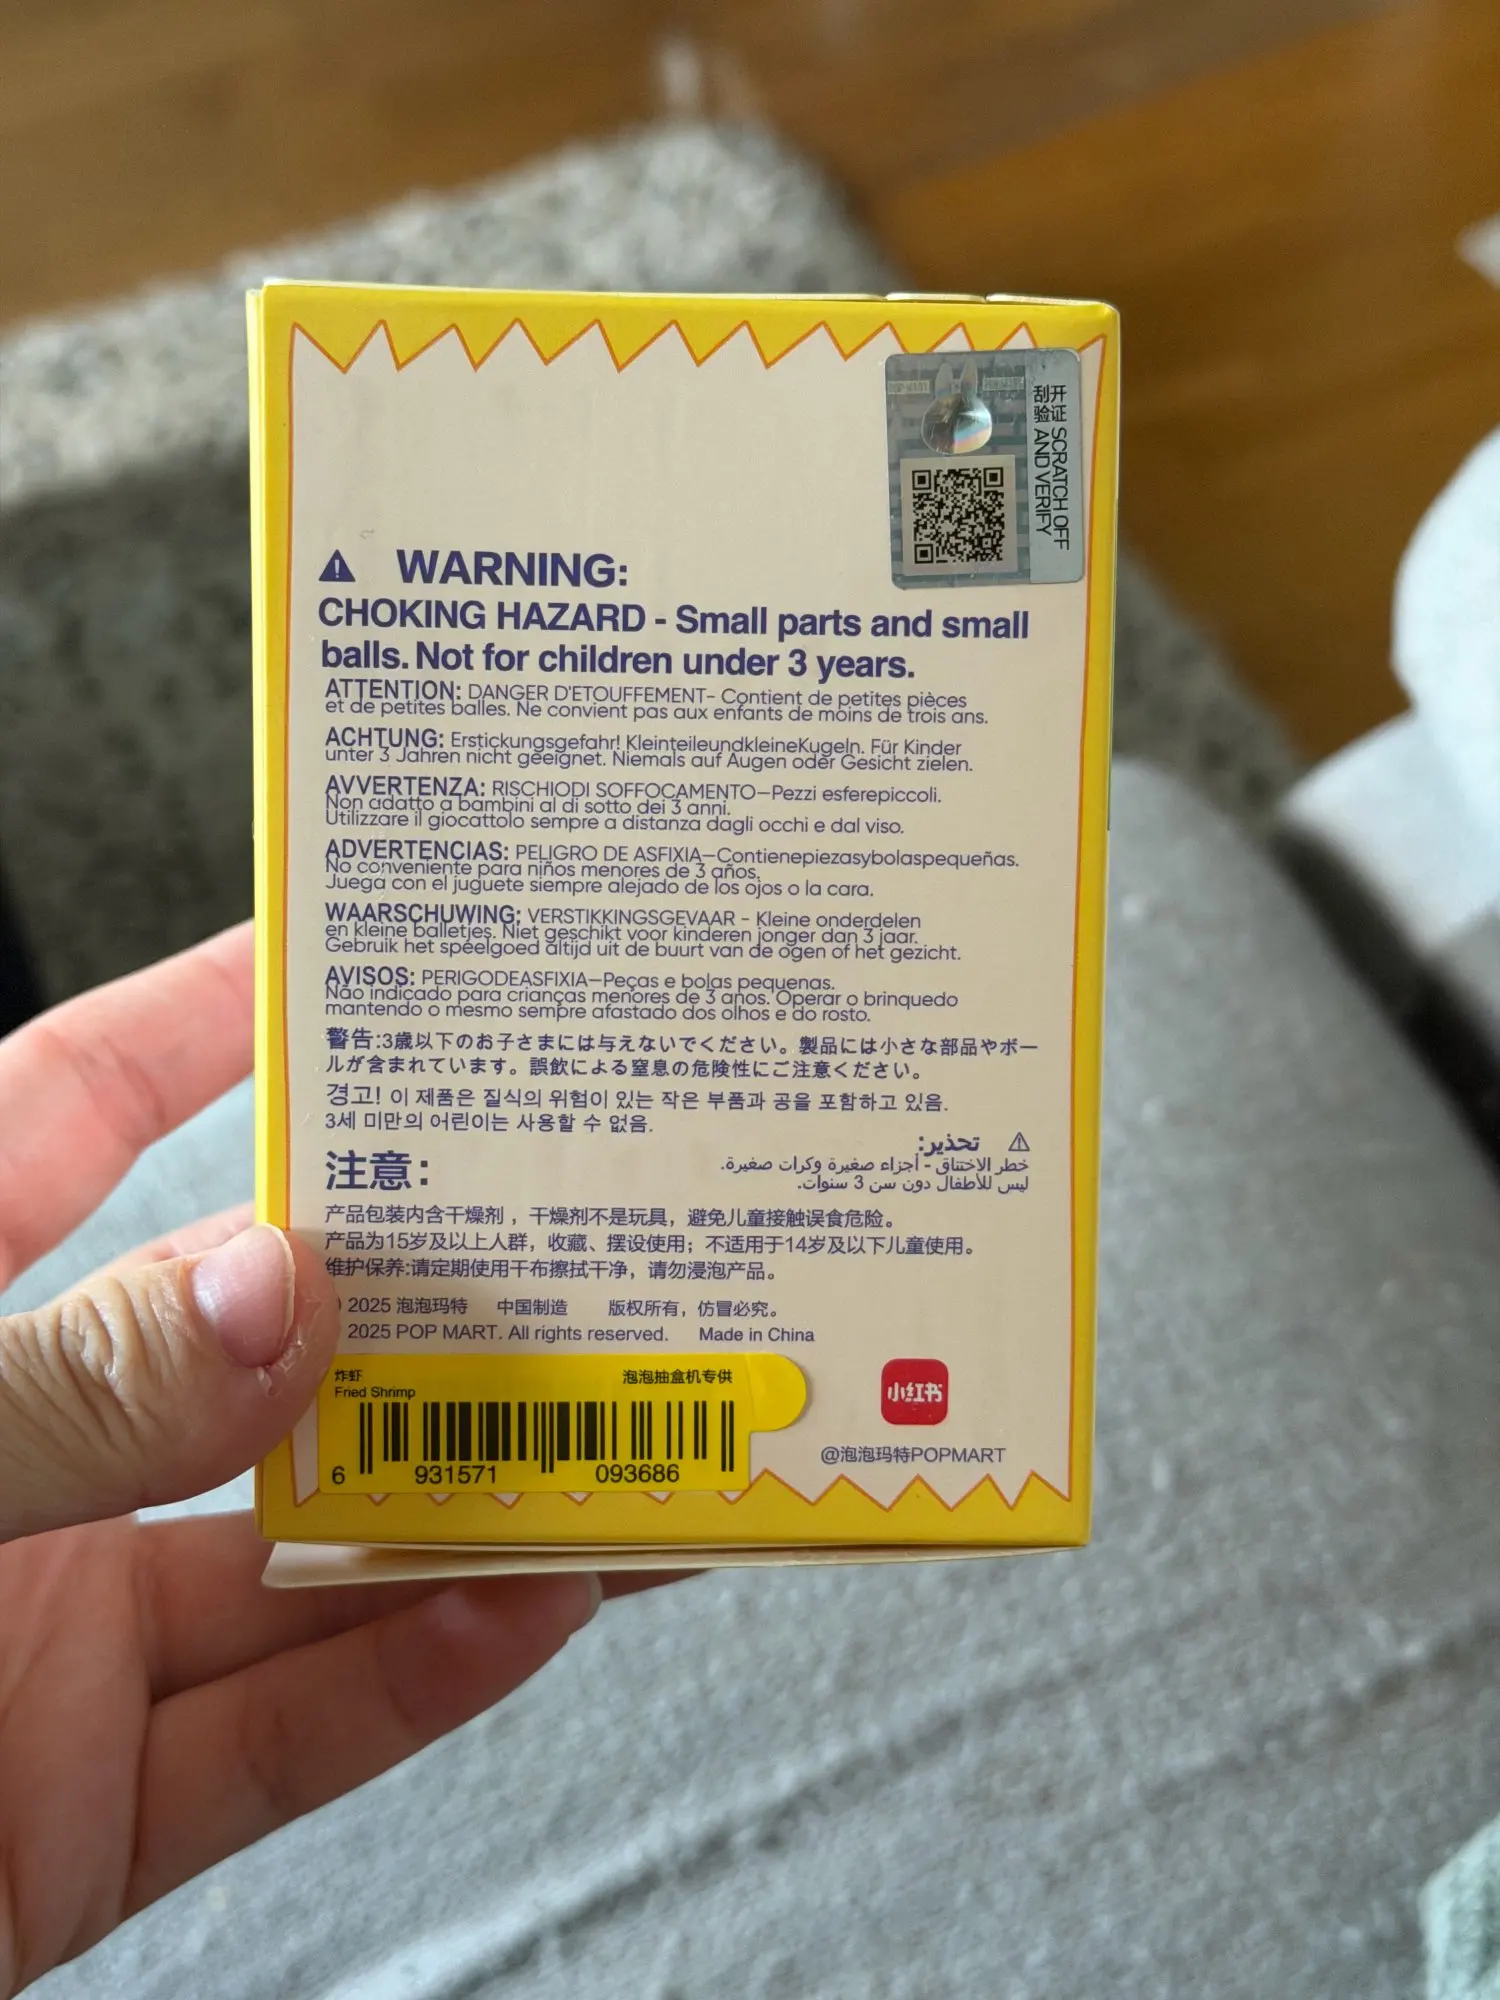 开 SCRATCH OFF
刮验证 AND VERIFY
WARNING:
CHOKING HAZARD - Small parts and small
balls. Not for children under 3 years.
ATTENTION: DANGER D'ETOUFFEMENT- Contient de petites pièces
et de petites balles. Ne convient pas aux enfants de moins de trois ans.
ACHTUNG: Erstickungsgefahr! KleinteileundkleineKugeln. Für Kinder
unter 3 Jahren nicht geeignet. Niemals auf Augen oder Gesicht zielen.
AVVERTENZA: RISCHIODI SOFFOCAMENTO—Pezzi esferepiccoli.
Non adatto a bambini al di sotto dei 3 anni.
Utilizzare il giocattolo sempre a distanza dagli occhi e dal viso.
ADVERTENCIAS: PELIGRO DE ASFIXIA—Contienepiezasybolaspequeñas.
No conveniente para niños menores de 3 años.
Juega con el juguete siempre alejado de los ojos o la cara.
WAARSCHUWING: VERSTIKKINGSGEVAAR - Kleine onderdelen
en kleine balletjes. Niet geschikt voor kinderen jonger dan 3 jaar.
Gebruik het speelgoed altijd uit de buurt van de ogen of het gezicht.
AVISOS: PERIGODEASFIXIA—Peças e bolas pequenas.
Não indicado para crianças menores de 3 anos. Operar o brinquedo
mantendo o mesmo sempre afastado dos olhos e do rosto.
警告:3歳以下のお子さまには与えないでください。製品には小さな部品やボー
ルが含まれています。誤飲による窒息の危険性にご注意ください。
경고! 이 제품은 질식의 위험이 있는 작은 부품과 공을 포함하고 있음.
3세 미만의 어린이는 사용할 수 없음.
تحذير:
خطر الاختناق - أجزاء صغيرة وكرات صغيرة.
ليس للأطفال دون سن 3 سنوات.
注意:
产品包装内含干燥剂，干燥剂不是玩具，避免儿童接触误食危险。
产品为15岁及以上人群，收藏、摆设使用；不适用于14岁及以下儿童使用。
维护保养:请定期使用干布擦拭干净，请勿浸泡产品。
2025 泡泡玛特 中国制造 版权所有，仿冒必究。
2025 POP MART. All rights reserved. Made in China
炸虾 泡泡抽盒机专供
Fried Shrimp
6 931571 093686
小红书
@泡泡玛特POPMART